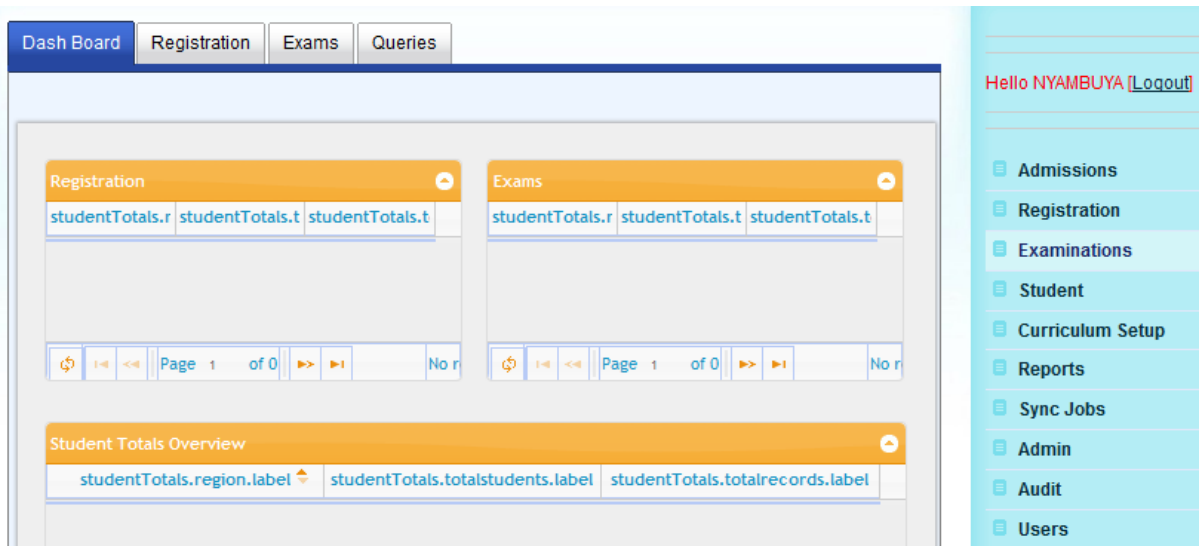 Dash Board Registration Exams Queries
Hello NYAMBUYA [Logout]
Registration
studentTotals.r studentTotals.t studentTotals.t
Page 1 of 0 No r
Exams
studentTotals.r studentTotals.t studentTotals.t
Page 1 of 0 No r
Student Totals Overview
studentTotals.region.label studentTotals.totalstudents.label studentTotals.totalrecords.label
Admissions
Registration
Examinations
Student
Curriculum Setup
Reports
Sync Jobs
Admin
Audit
Users